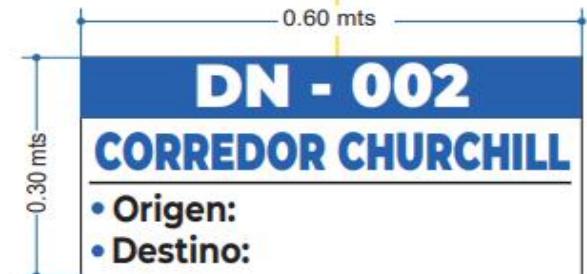 0.60 mts
DN - 002
0.30 mts
CORREDOR CHURCHILL
• Origen:
• Destino: